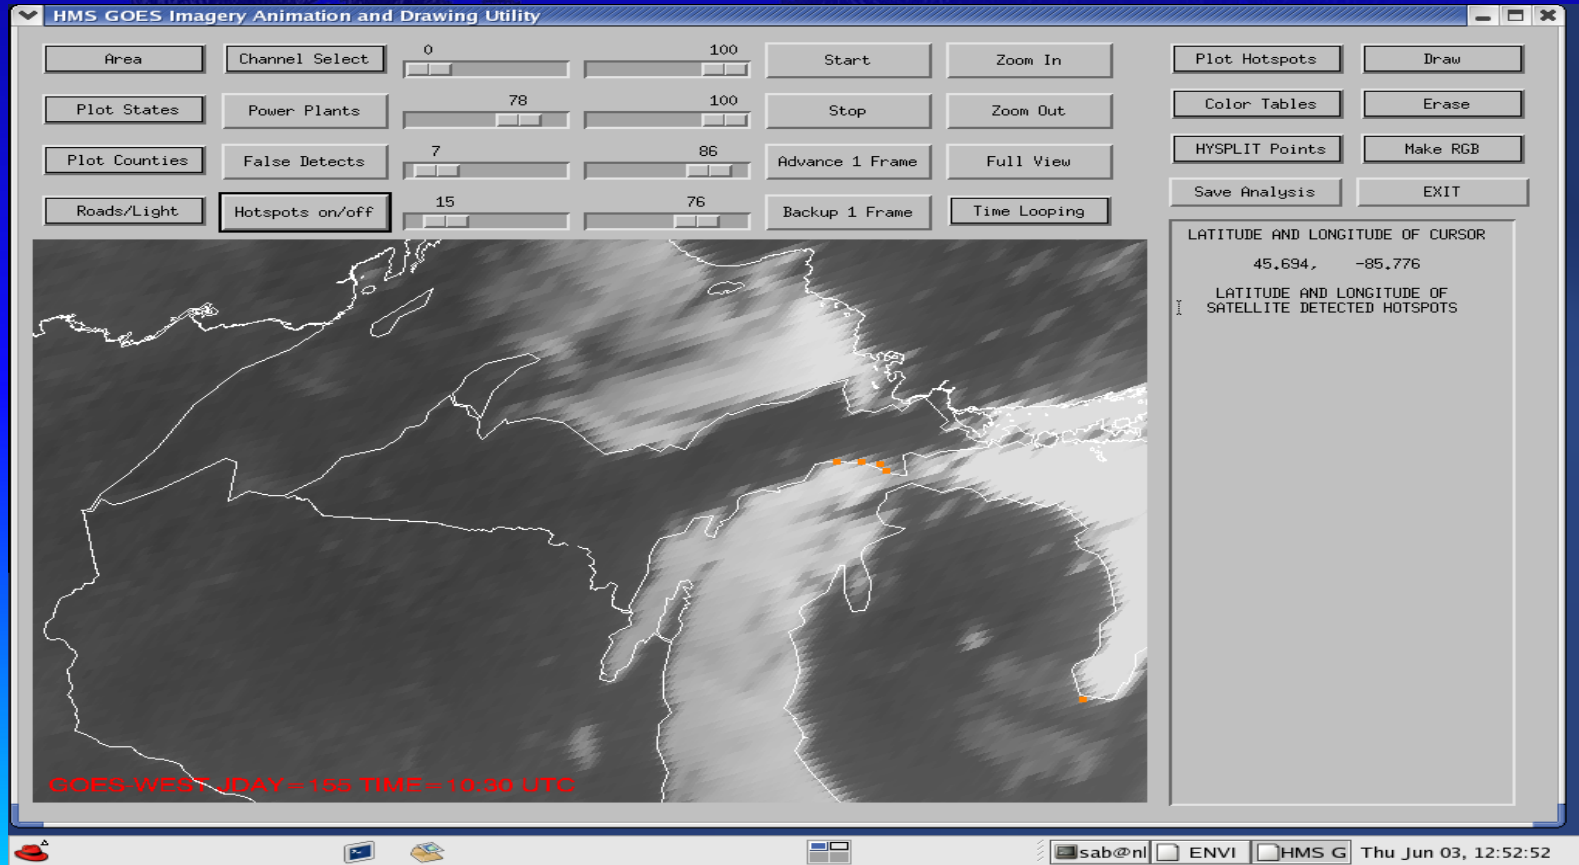 HMS GOES Imagery Animation and Drawing Utility
Area Channel Select 0 100 Start Zoom In Plot Hotspots Draw
Plot States Power Plants 78 100 Stop Zoom Out Color Tables Erase
Plot Counties False Detects 7 86 Advance 1 Frame Full View HYSPLIT Points Make RGB
Roads/Light Hotspots on/off 15 76 Backup 1 Frame Time Looping Save Analysis EXIT
LATITUDE AND LONGITUDE OF CURSOR
45.694, -85.776
LATITUDE AND LONGITUDE OF
SATELLITE DETECTED HOTSPOTS
GOES-WEST JDAY-155 TIME-10:30 UTC
sab@nl ENVI HMS G Thu Jun 03, 12:52:52